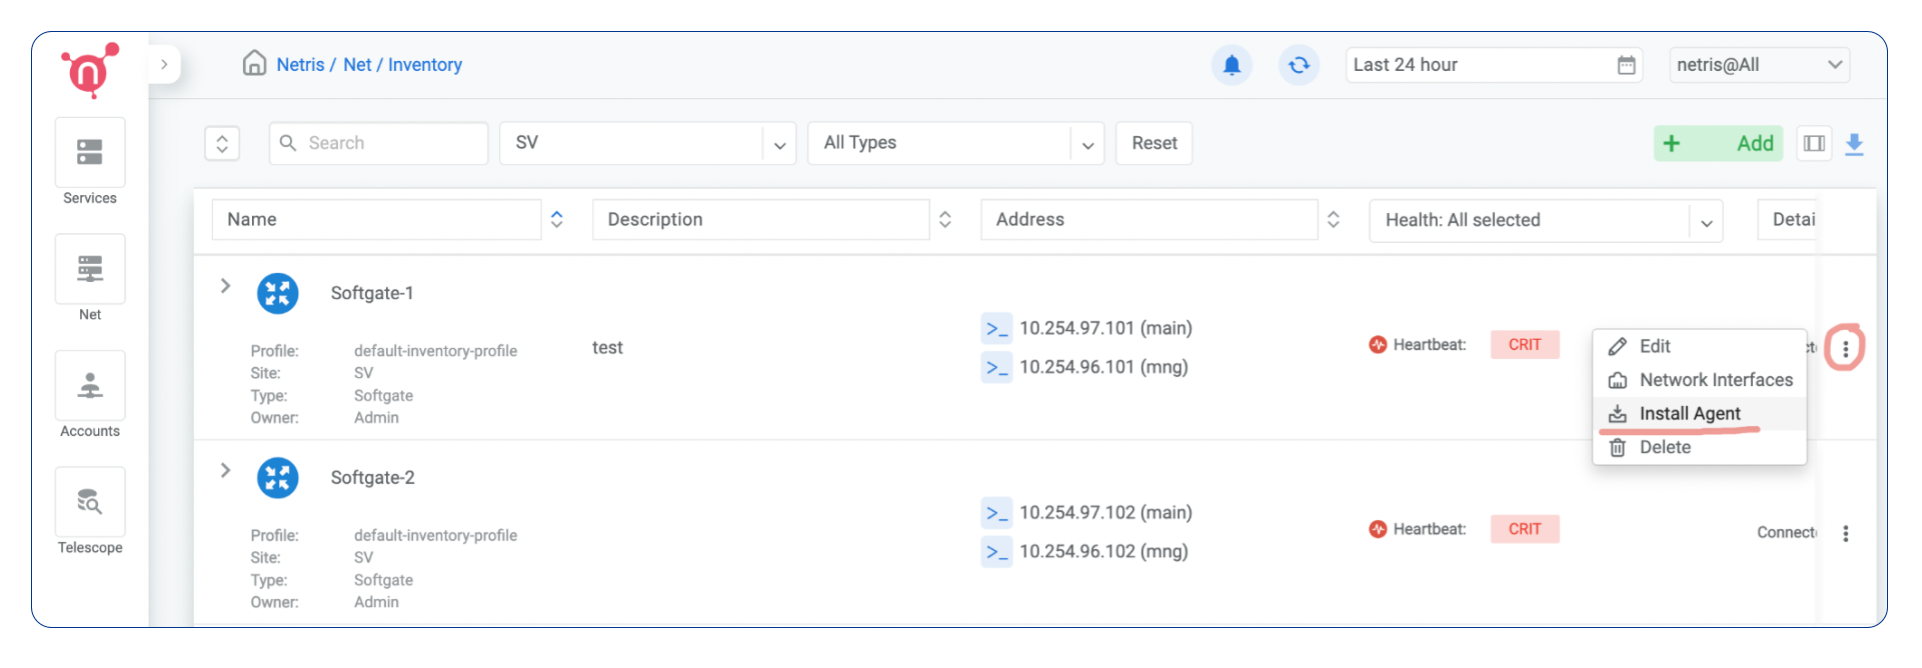 Netris / Net / Inventory
Last 24 hour
netris@All
Search
SV
All Types
Reset
+ Add
Services
Net
Accounts
Telescope
Name
Description
Address
Health: All selected
Detai
Softgate-1
Profile: default-inventory-profile
Site: SV
Type: Softgate
Owner: Admin
test
>_ 10.254.97.101 (main)
>_ 10.254.96.101 (mng)
Heartbeat: CRIT
Edit
Network Interfaces
Install Agent
Delete
Softgate-2
Profile: default-inventory-profile
Site: SV
Type: Softgate
Owner: Admin
>_ 10.254.97.102 (main)
>_ 10.254.96.102 (mng)
Heartbeat: CRIT
Connect